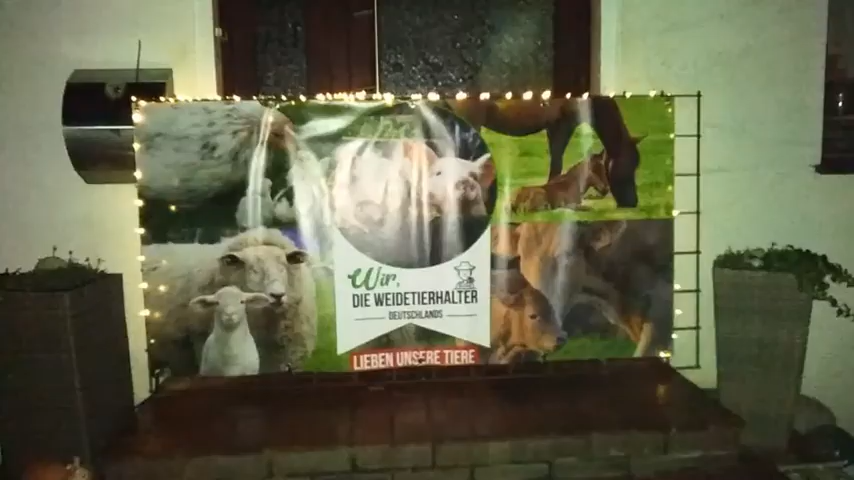 Wir,
DIE WEIDETIERHALTER
DEUTSCHLANDS
LIEBEN UNSERE TIERE